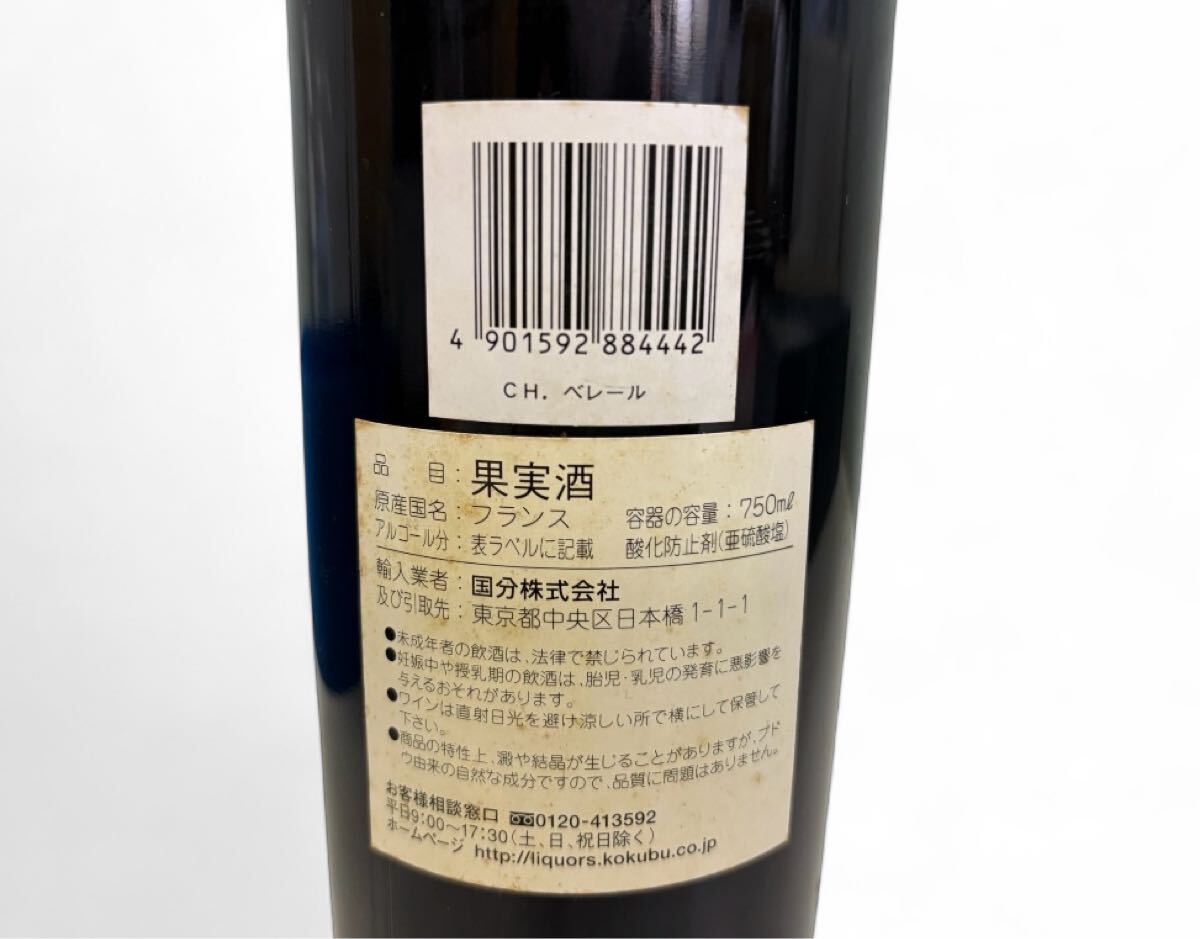 4 901592 884442
CH. ベレール
品 目：果実酒
原産国名：フランス 容器の容量：750mℓ
アルコール分：表ラベルに記載 酸化防止剤(亜硫酸塩)
輸入業者：国分株式会社
及び引取先：東京都中央区日本橋1-1-1
●未成年者の飲酒は、法律で禁じられています。
●妊娠中や授乳期の飲酒は、胎児・乳児の発育に悪影響を
与えるおそれがあります。
●ワインは直射日光を避け涼しい所で横にして保管して
下さい。
●商品の特性上、澱や結晶が生じることがありますが、ブド
ウ由来の自然な成分ですので、品質に問題はありません。
お客様相談窓口 0120-413592
平日9:00〜17:30(土、日、祝日除く)
ホームページ http://liquors.kokubu.co.jp